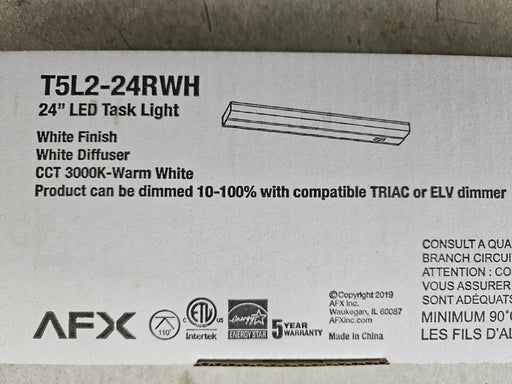 T5L2-24RWH
24” LED Task Light
White Finish
White Diffuser
CCT 3000K-Warm White
Product can be dimmed 10-100% with compatible TRIAC or ELV dimmer
CONSULT A QUA
BRANCH CIRCUI
ATTENTION : CO
VOUS ASSURER
SONT ADÉQUATS
MINIMUM 90°C
LES FILS D'AL
©Copyright 2019
AFX Inc.
Waukegan, IL 60087
AFXinc.com
Made in China
AFX
110°
ETL
Intertek
energy
ENERGY STAR
5 YEAR
WARRANTY